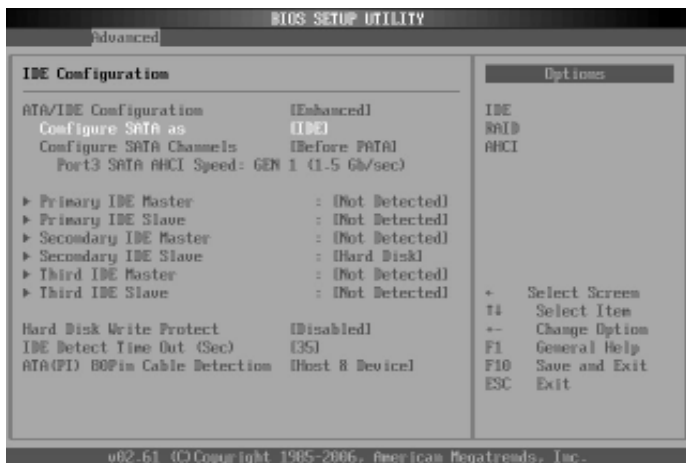 BIOS SETUP UTILITY
Advanced
IDE Configuration
ATA/IDE Configuration [Enhanced]
Configure SATA as [IDE]
Configure SATA Channels [Before PATA]
Port3 SATA AHCI Speed: GEN 1 (1.5 Gb/sec)
▶ Primary IDE Master : [Not Detected]
▶ Primary IDE Slave : [Not Detected]
▶ Secondary IDE Master : [Not Detected]
▶ Secondary IDE Slave : [Hard Disk]
▶ Third IDE Master : [Not Detected]
▶ Third IDE Slave : [Not Detected]
Hard Disk Write Protect [Disabled]
IDE Detect Time Out (Sec) [35]
ATA(PI) 80Pin Cable Detection [Host & Device]
Options
IDE
RAID
AHCI
← Select Screen
↑↓ Select Item
+- Change Option
F1 General Help
F10 Save and Exit
ESC Exit
v02.61 (C)Copyright 1985-2006, American Megatrends, Inc.